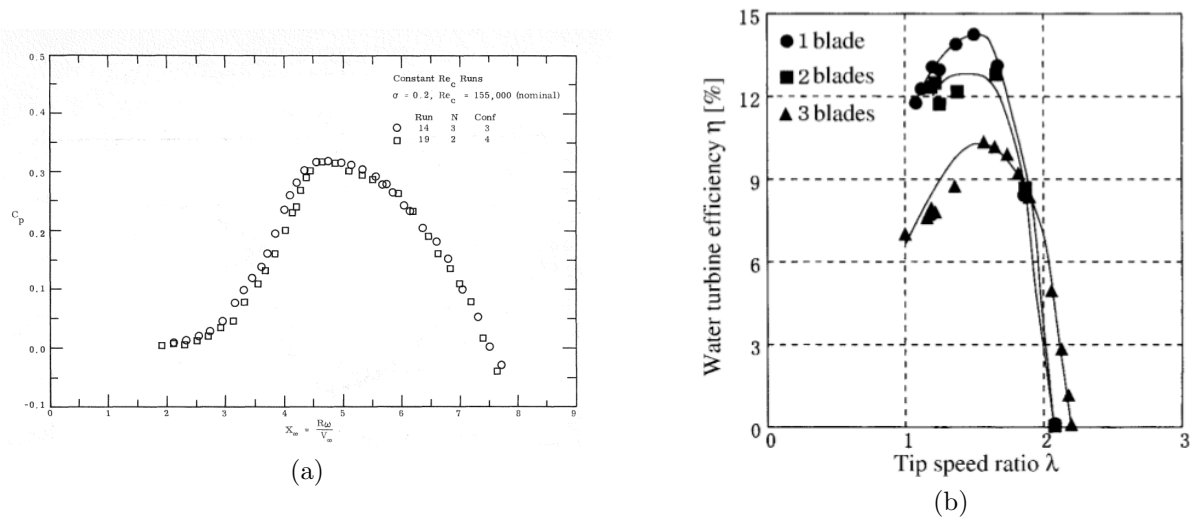 0.5
0.4
0.3
C_p
0.2
0.1
0.0
-0.1
0 1 2 3 4 5 6 7 8 9
X_∞ = Rω / V_∞
Constant Re_c Runs
σ = 0.2, Re_c = 155,000 (nominal)
Run N Conf
14 3 3
19 2 4
(a)
Water turbine efficiency η [%]
15
12
9
6
3
0
1 blade
2 blades
3 blades
0 1 2 3
Tip speed ratio λ
(b)